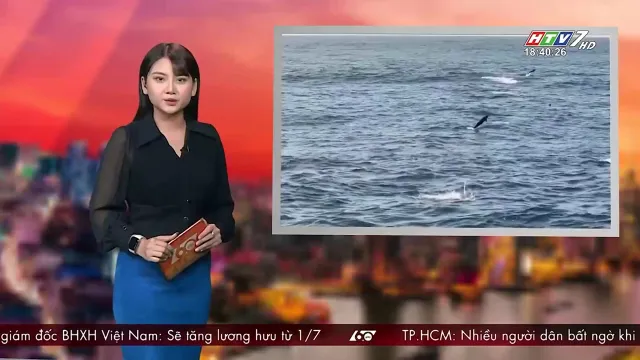 HTV7 HD
18:40:26
giám đốc BHXH Việt Nam: Sẽ tăng lương hưu từ 1/7 60 TP.HCM: Nhiều người dân bất ngờ khi